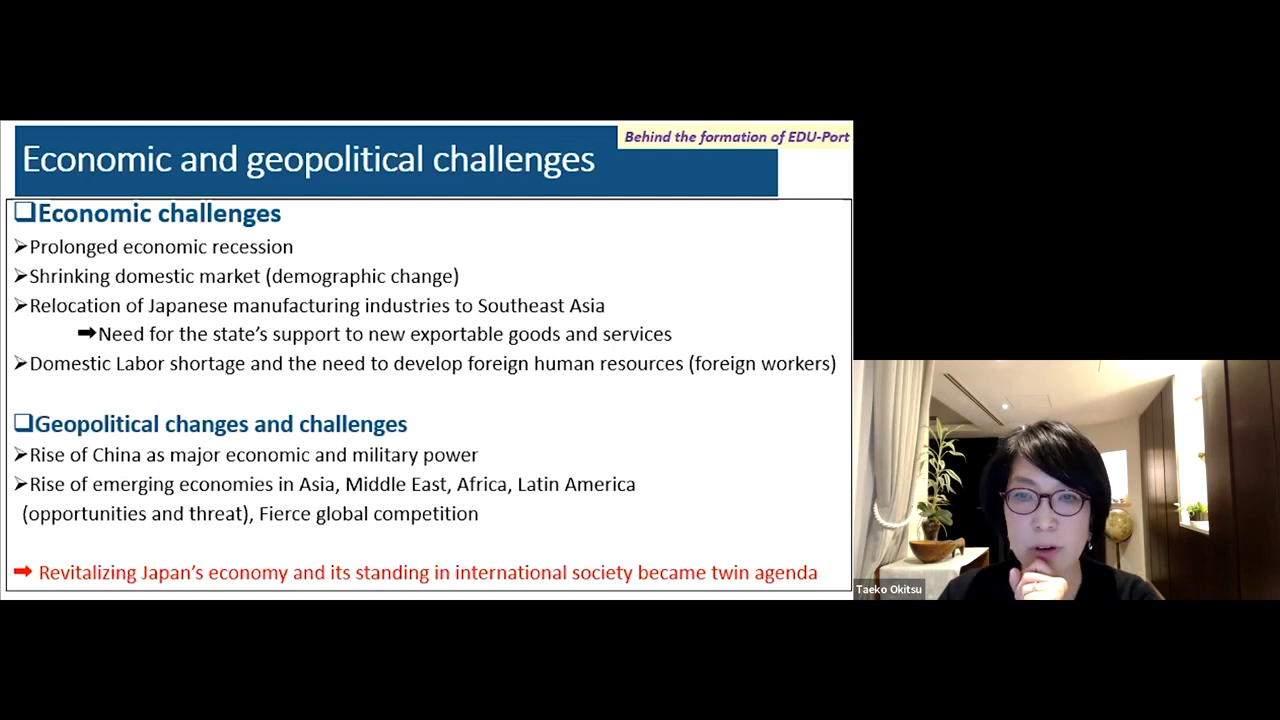 Behind the formation of EDU-Port
Economic and geopolitical challenges
❑Economic challenges
➢Prolonged economic recession
➢Shrinking domestic market (demographic change)
➢Relocation of Japanese manufacturing industries to Southeast Asia
➡Need for the state’s support to new exportable goods and services
➢Domestic Labor shortage and the need to develop foreign human resources (foreign workers)
❑Geopolitical changes and challenges
➢Rise of China as major economic and military power
➢Rise of emerging economies in Asia, Middle East, Africa, Latin America
(opportunities and threat), Fierce global competition
➡ Revitalizing Japan’s economy and its standing in international society became twin agenda
Taeko Okitsu